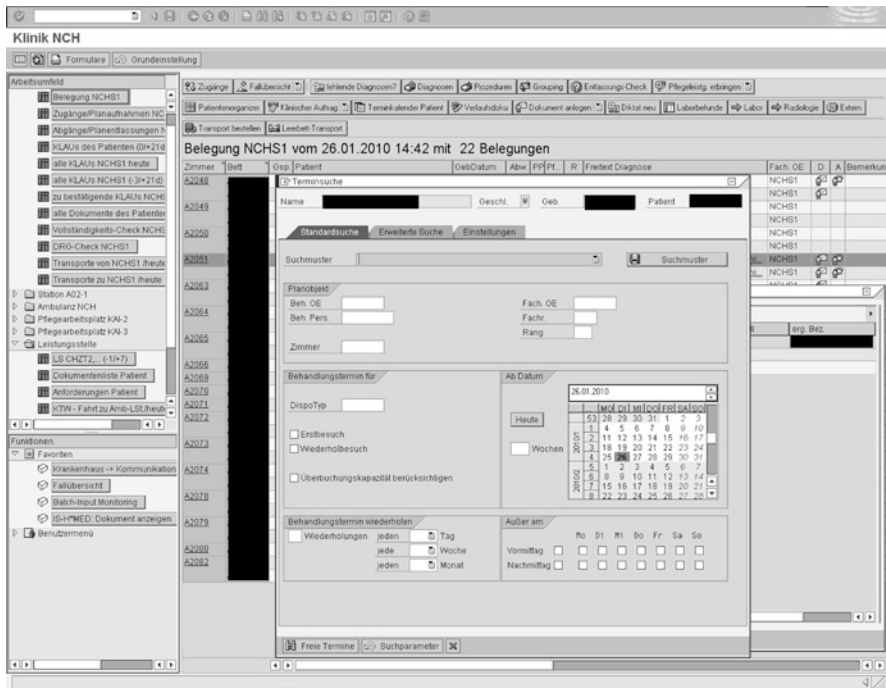 Klinik NCH
Formulare Grundeinstellung
Arbeitsumfeld
Belegung NCHS1
Zugänge/Planaufnahmen NC
Abgänge/Planentlassungen N
KLAUs des Patienten (0/+21d
alle KLAUs NCHS1 heute
alle KLAUs NCHS1 (-3/+21d)
zu bestätigende KLAUs NCHS
alle Dokumente des Patienten
Vollständigkeits-Check NCHS
DRG-Check NCHS1
Transporte von NCHS1 /heute
Transporte zu NCHS1 /heute
Station A02-1
Ambulanz NCH
Pflegearbeitsplatz KAI-2
Pflegearbeitsplatz KAI-3
Leistungsstelle
LS CHZT2,... (-1/+7)
Dokumentenliste Patient
Anforderungen Patient
KTW - Fahrt zu Amb-LSt./heut
Funktionen
Favoriten
Krankenhaus -> Kommunikation
Fallübersicht
Batch-Input Monitoring
IS-H*MED: Dokument anzeigen
Benutzermenü
Zugänge Fallübersicht fehlende Diagnosen? Diagnosen Prozeduren Grouping Entlassungs-Check Pflegeleistg. erbringen
Patientenorganizer Klinischer Auftrag Terminkalender Patient Verlaufsdoku Dokument anlegen Diktat neu Laborbefunde Labor Radiologie Extern
Transport bestellen Leerbett-Transport
Belegung NCHS1 vom 26.01.2010 14:42 mit 22 Belegungen
Zimmer Bett Gsp Patient GebDatum Abw PP Pf... R Freitext Diagnose Fach. OE D A Bemerkun
A2048 NCHS1
NCHS1
A2049 NCHS1
NCHS1
A2050 NCHS1
NCHS1
A2051 NCHS1
NCHS1
A2063 NCHS1
A2064
A2065
A2066
A2069
A2070
A2071
A2072
A2073
A2074
A2078
A2079
A2080
A2082
erg. Bez.
Terminsuche
Name Geschl. W Geb. Patient
Standardsuche Erweiterte Suche Einstellungen
Suchmuster Suchmuster
Planobjekt
Beh. OE Fach. OE
Beh. Pers. Fachr.
Rang
Zimmer
Behandlungstermin für
DispoTyp
Erstbesuch
Wiederholbesuch
Überbuchungskapazität berücksichtigen
Ab Datum
26.01.2010
Heute
Wochen
MO DI MI DO FR SA SO
2010/1
2010/2
53 28 29 30 31 1 2 3
1 4 5 6 7 8 9 10
2 11 12 13 14 15 16 17
3 18 19 20 21 22 23 24
4 25 26 27 28 29 30 31
5 1 2 3 4 5 6 7
6 8 9 10 11 12 13 14
7 15 16 17 18 19 20 21
8 22 23 24 25 26 27 28
Behandlungstermin wiederholen
Wiederholungen jeden Tag
jede Woche
jeden Monat
Außer am
Mo Di Mi Do Fr Sa So
Vormittag
Nachmittag
Freie Termine Suchparameter